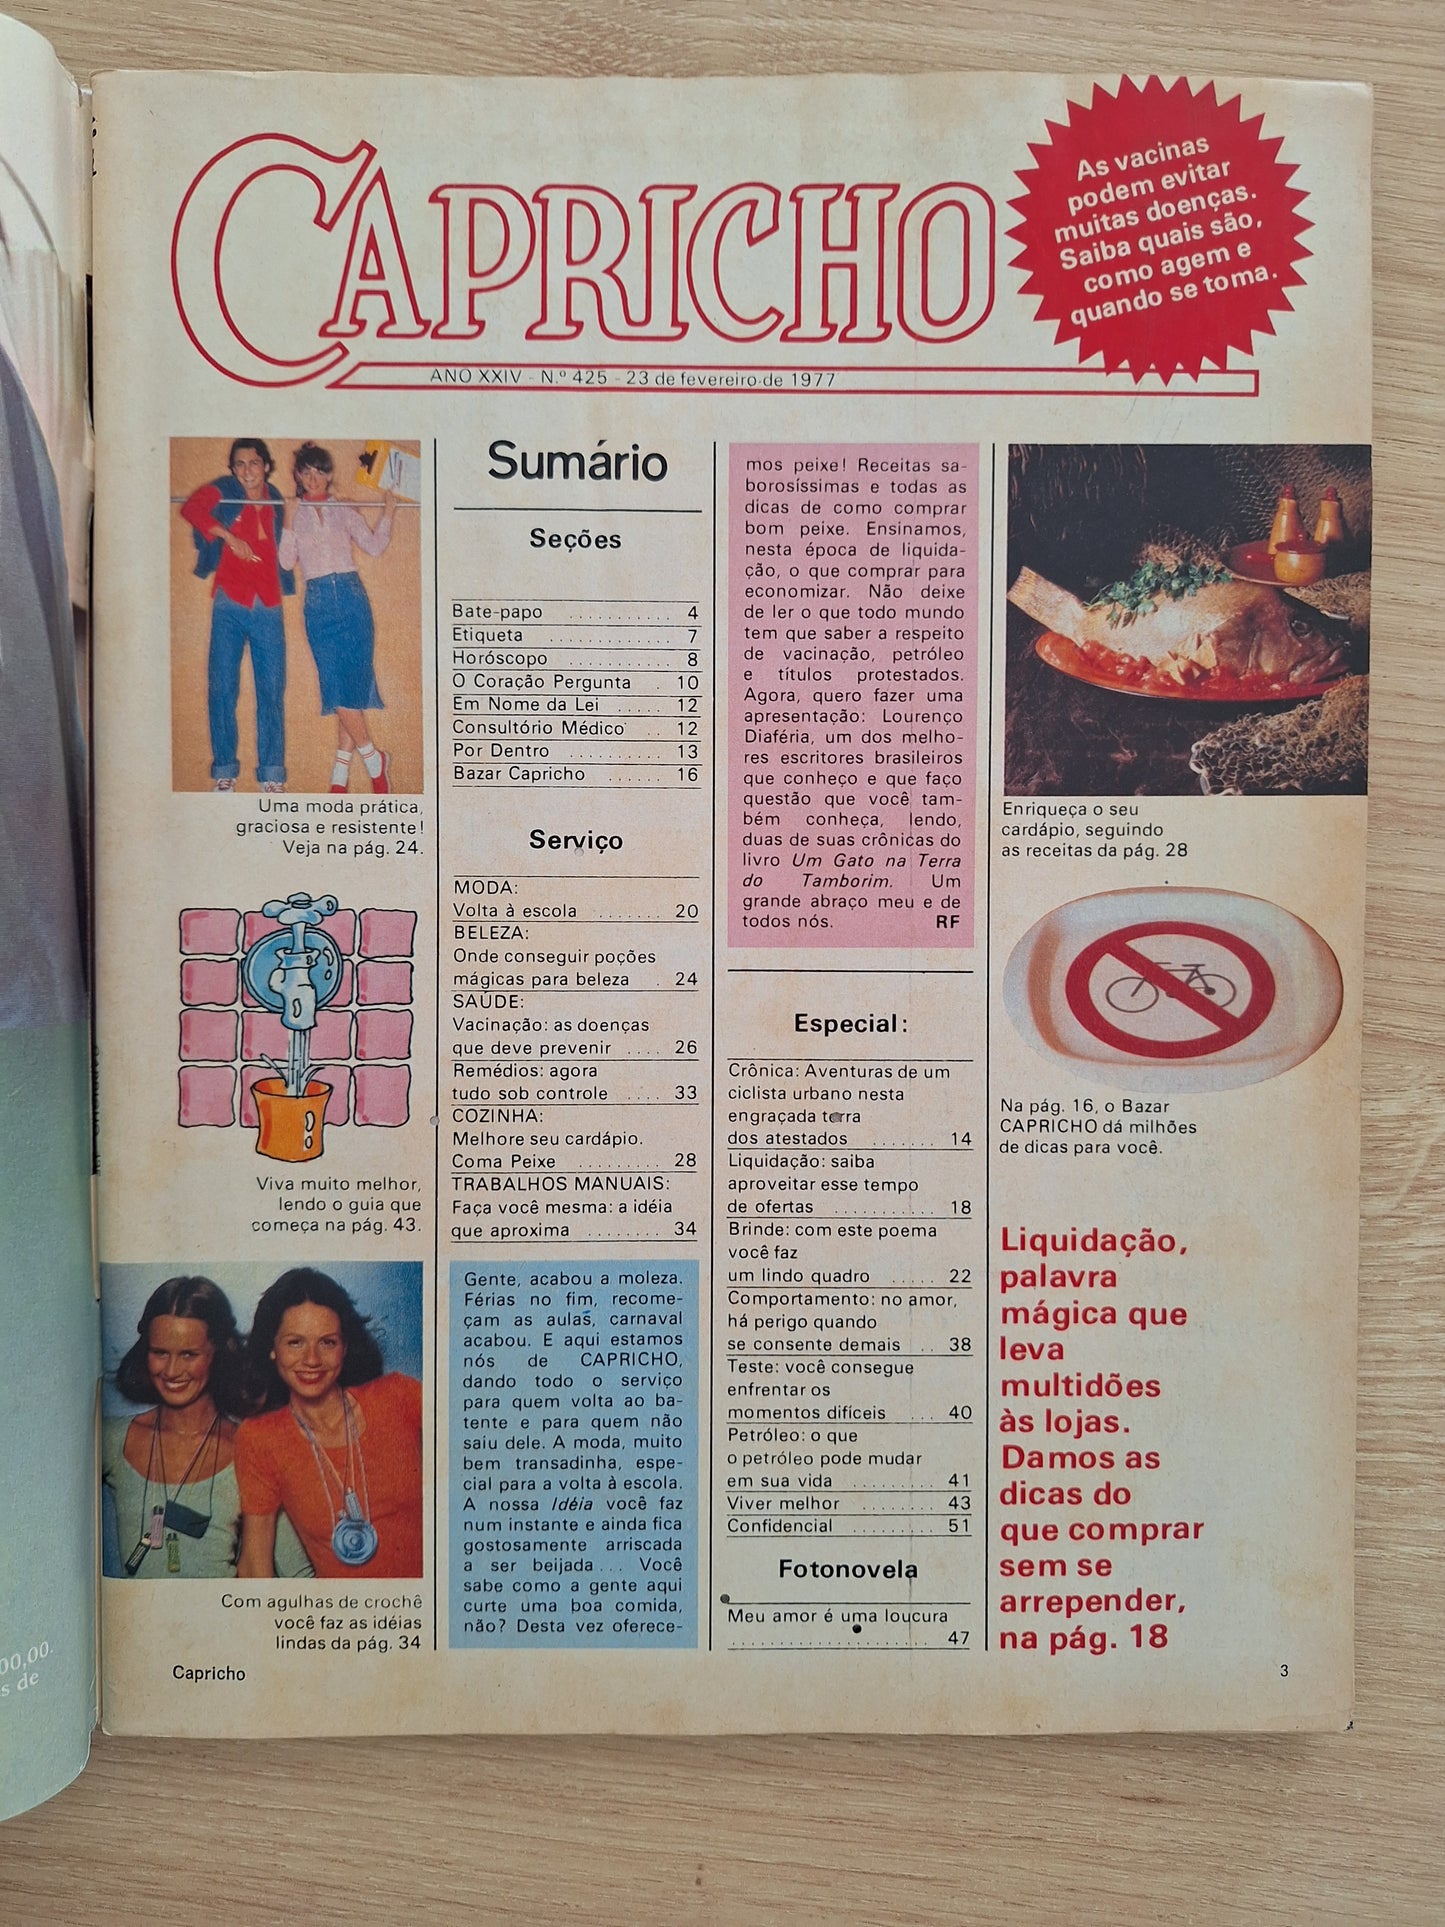 CAPRICHO
ANO XXIV - N.º 425 - 23 de fevereiro de 1977
As vacinas
podem evitar
muitas doenças.
Saiba quais são,
como agem e
quando se toma.
Uma moda prática,
graciosa e resistente!
Veja na pág. 24.
Viva muito melhor,
lendo o guia que
começa na pág. 43.
Com agulhas de crochê
você faz as idéias
lindas da pág. 34
Sumário
Seções
Bate-papo ........... 4
Etiqueta ............ 7
Horóscopo ........... 8
O Coração Pergunta . 10
Em Nome da Lei ..... 12
Consultório Médico .. 12
Por Dentro .......... 13
Bazar Capricho ...... 16
Serviço
MODA:
Volta à escola ....... 20
BELEZA:
Onde conseguir poções
mágicas para beleza . 24
SAÚDE:
Vacinação: as doenças
que deve prevenir .... 26
Remédios: agora
tudo sob controle .... 33
COZINHA:
Melhore seu cardápio.
Coma Peixe ......... 28
TRABALHOS MANUAIS:
Faça você mesma: a idéia
que aproxima ........ 34
Gente, acabou a moleza.
Férias no fim, recome-
çam as aulas, carnaval
acabou. E aqui estamos
nós de CAPRICHO,
dando todo o serviço
para quem volta ao ba-
tente e para quem não
saiu dele. A moda, muito
bem transadinha, espe-
cial para a volta à escola.
A nossa Idéia você faz
num instante e ainda fica
gostosamente arriscada
a ser beijada... Você
sabe como a gente aqui
curte uma boa comida,
não? Desta vez oferece-
mos peixe! Receitas sa-
borosíssimas e todas as
dicas de como comprar
bom peixe. Ensinamos,
nesta época de liquida-
ção, o que comprar para
economizar. Não deixe
de ler o que todo mundo
tem que saber a respeito
de vacinação, petróleo
e títulos protestados.
Agora, quero fazer uma
apresentação: Lourenço
Diaféria, um dos melho-
res escritores brasileiros
que conheço e que faço
questão que você tam-
bém conheça, lendo,
duas de suas crônicas do
livro Um Gato na Terra
do Tamborim. Um
grande abraço meu e de
todos nós. RF
Especial:
Crônica: Aventuras de um
ciclista urbano nesta
engraçada terra
dos atestados ....... 14
Liquidação: saiba
aproveitar esse tempo
de ofertas ........... 18
Brinde: com este poema
você faz
um lindo quadro ..... 22
Comportamento: no amor,
há perigo quando
se consente demais .. 38
Teste: você consegue
enfrentar os
momentos difíceis ... 40
Petróleo: o que
o petróleo pode mudar
em sua vida ......... 41
Viver melhor ........ 43
Confidencial ......... 51
Fotonovela
Meu amor é uma loucura
..................... 47
Enriqueça o seu
cardápio, seguindo
as receitas da pág. 28
Na pág. 16, o Bazar
CAPRICHO dá milhões
de dicas para você.
Liquidação,
palavra
mágica que
leva
multidões
às lojas.
Damos as
dicas do
que comprar
sem se
arrepender,
na pág. 18
Capricho
3
00,00.
s de